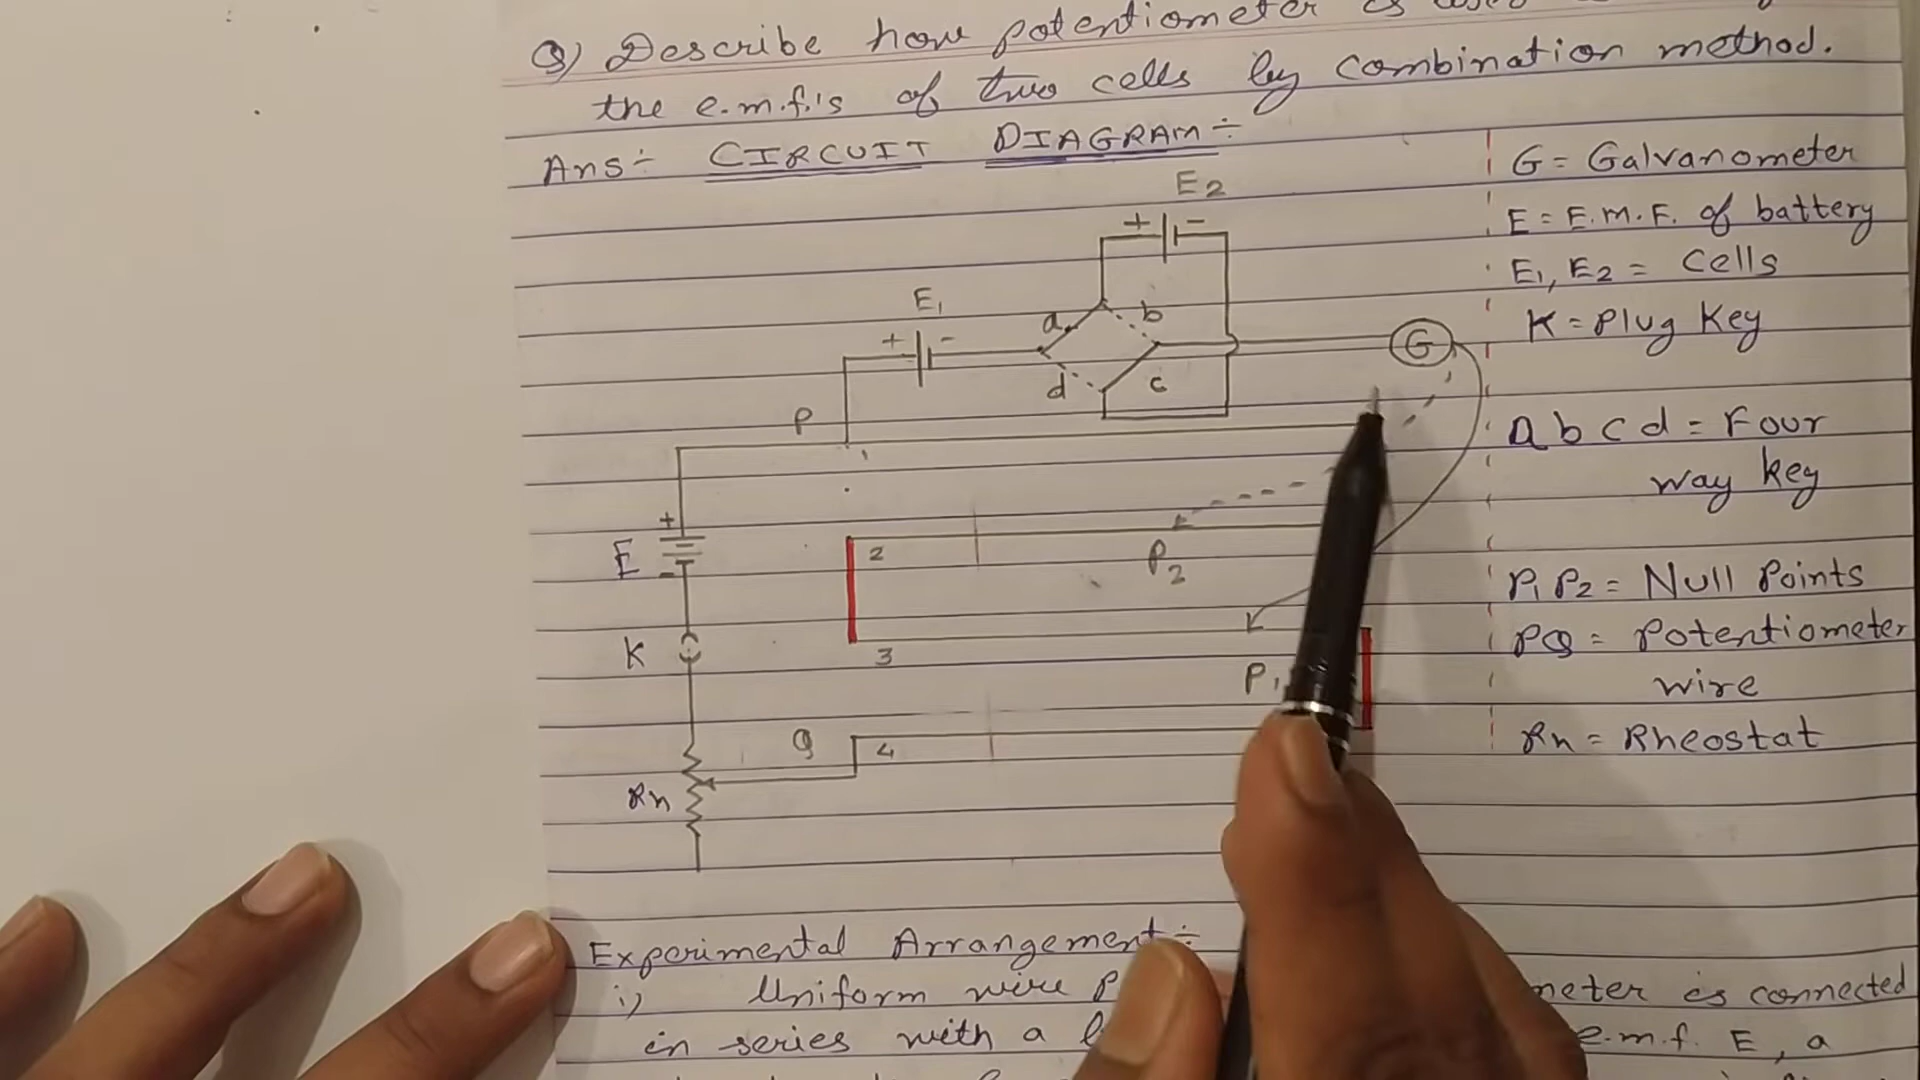 Q) Describe how potentiometer is used
the e.m.f.'s of two cells by combination method.
Ans÷ CIRCUIT DIAGRAM÷
E2
+ -
E1
+ -
a b
d c
G
P
+
E
-
K
Rh
Q
2
3
4
P2
P1
G = Galvanometer
E = E.M.F. of battery
E1, E2 = Cells
K = Plug Key
a b c d = Four
way key
P1 P2 = Null Points
PQ = Potentiometer
wire
Rh = Rheostat
Experimental Arrangement÷
i) Uniform wire P meter is connected
in series with a e.m.f. E, a